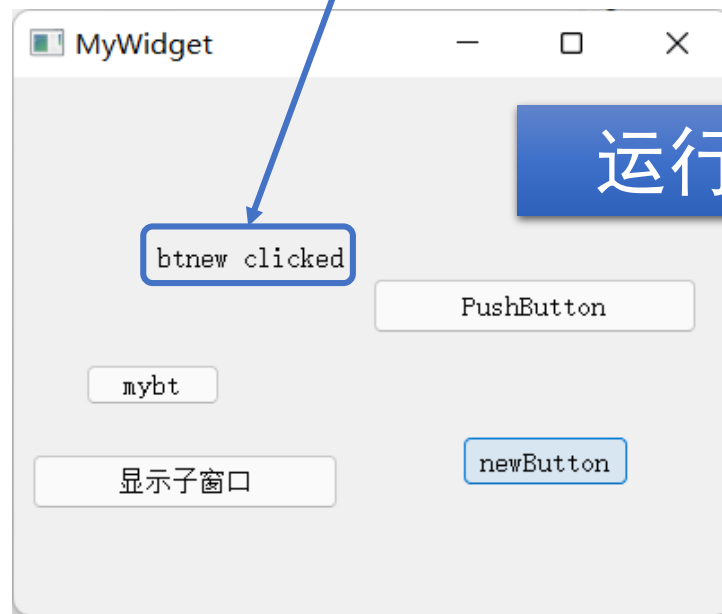 MyWidget
运行
btnew clicked
PushButton
mybt
newButton
显示子窗口